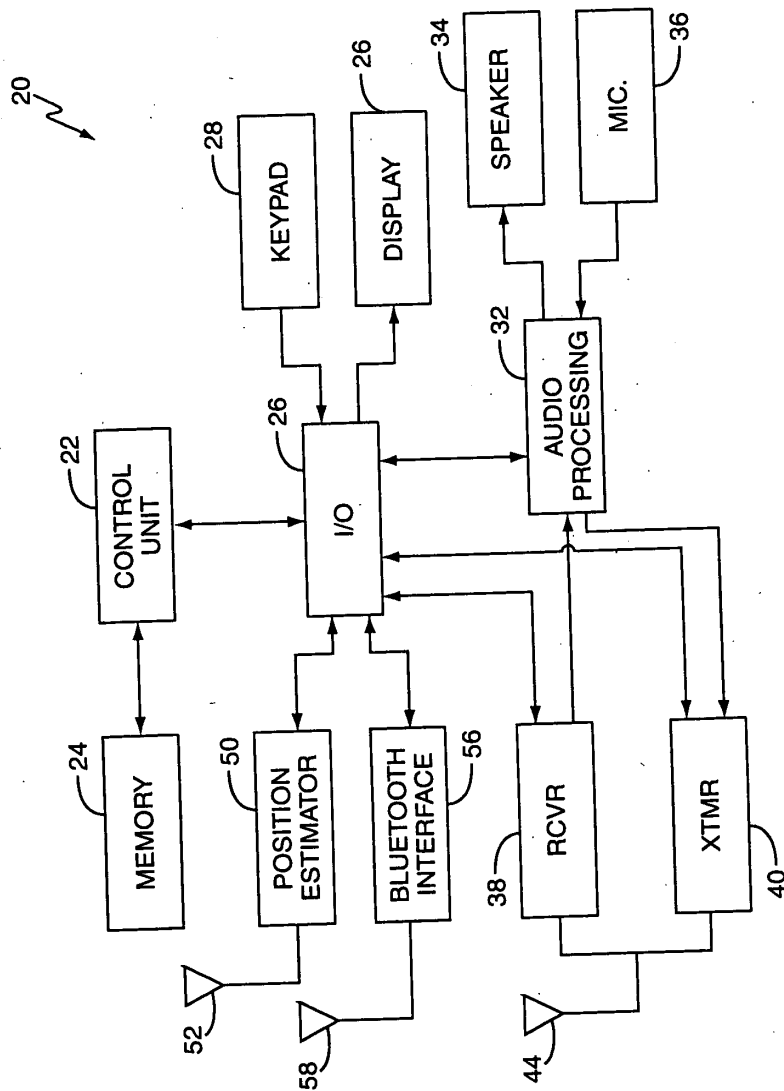 20
22
CONTROL
UNIT
24
MEMORY
26
I/O
28
KEYPAD
26
DISPLAY
50
POSITION
ESTIMATOR
52
56
BLUETOOTH
INTERFACE
58
32
AUDIO
PROCESSING
34
SPEAKER
36
MIC.
38
RCVR
40
XTMR
44